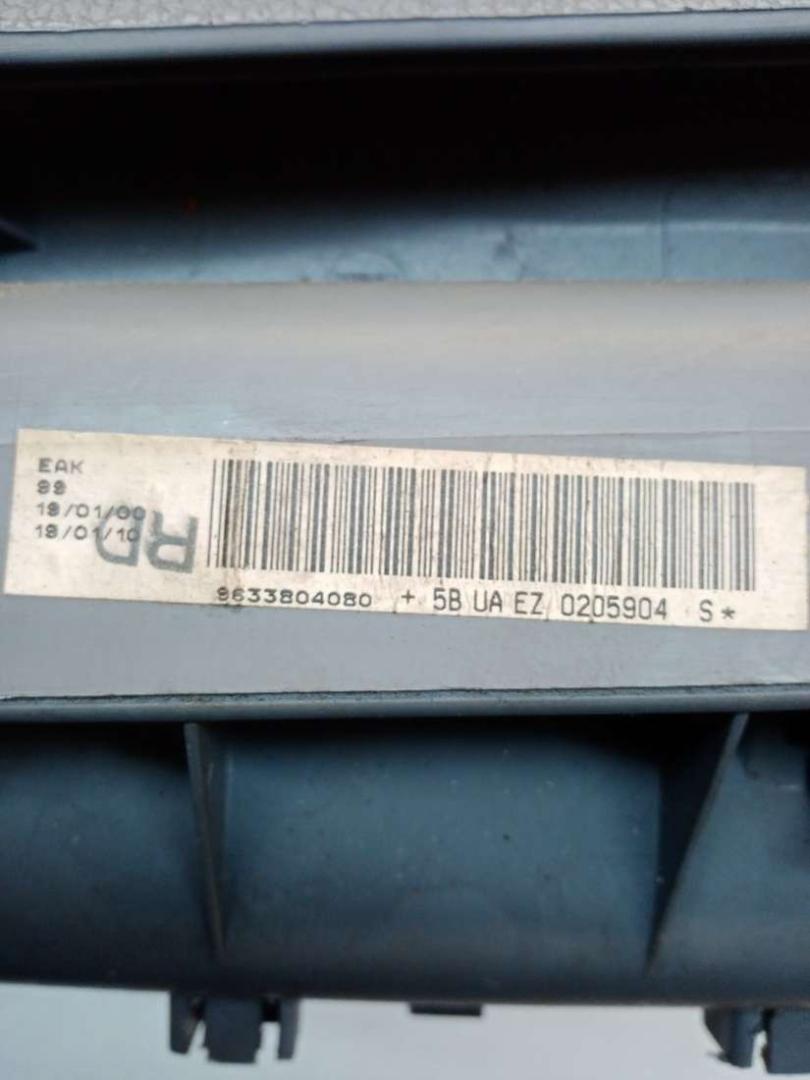 EAK
99
19/01/00
19/01/10
RD
9633804080 + 5B UA EZ 0205904 S*